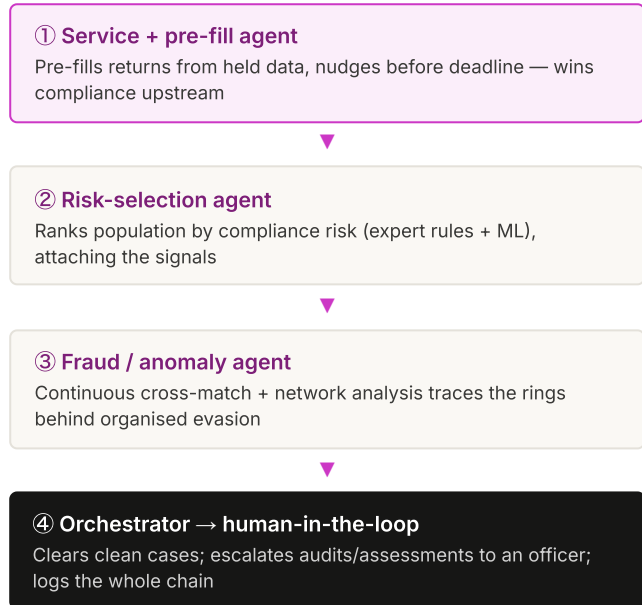 ① Service + pre-fill agent
Pre-fills returns from held data, nudges before deadline — wins
compliance upstream
▼
② Risk-selection agent
Ranks population by compliance risk (expert rules + ML),
attaching the signals
▼
③ Fraud / anomaly agent
Continuous cross-match + network analysis traces the rings
behind organised evasion
▼
④ Orchestrator → human-in-the-loop
Clears clean cases; escalates audits/assessments to an officer;
logs the whole chain